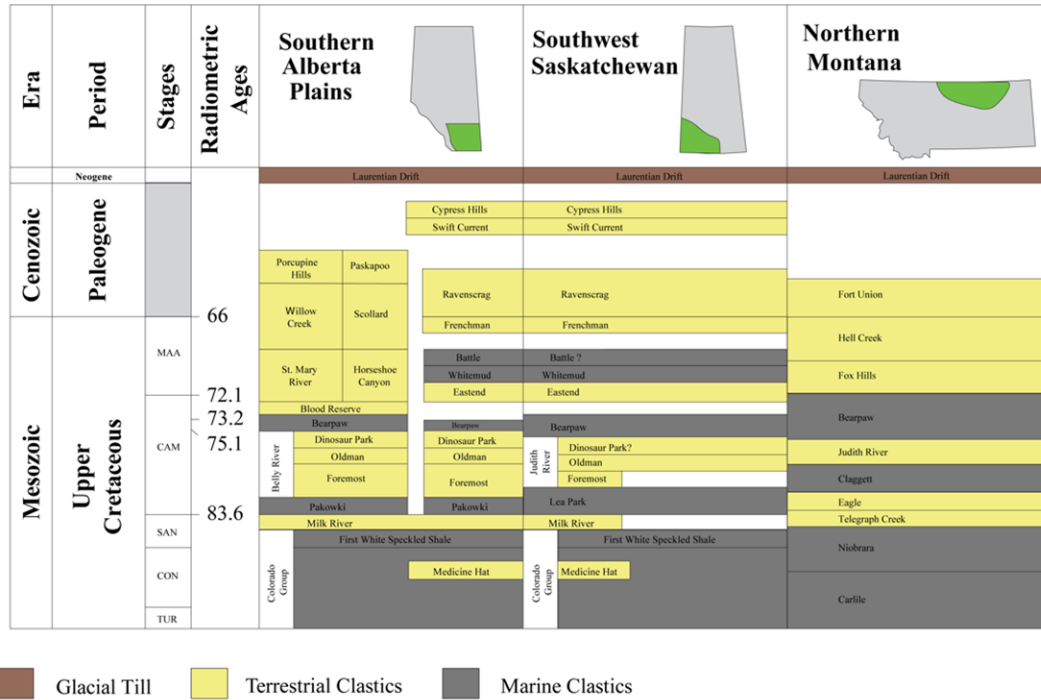 Era
Period
Stages
Radiometric
Ages
Southern
Alberta
Plains
Southwest
Saskatchewan
Northern
Montana
Neogene
Laurentian Drift
Laurentian Drift
Laurentian Drift
Cenozoic
Paleogene
Cypress Hills
Cypress Hills
Swift Current
Swift Current
Porcupine
Hills
Paskapoo
Ravenscrag
Ravenscrag
Fort Union
Willow
Creek
Scollard
66
Frenchman
Frenchman
Hell Creek
Mesozoic
Upper
Cretaceous
MAA
St. Mary
River
Horseshoe
Canyon
Battle
Battle ?
Whitemud
Whitemud
Eastend
Eastend
Fox Hills
72.1
73.2
75.1
CAM
Blood Reserve
Bearpaw
Bearpaw
Bearpaw
Bearpaw
Belly River
Dinosaur Park
Oldman
Foremost
Dinosaur Park
Oldman
Foremost
Judith
River
Dinosaur Park?
Oldman
Foremost
Judith River
Claggett
Pakowki
Pakowki
Lea Park
Eagle
83.6
Milk River
Milk River
Telegraph Creek
SAN
Colorado
Group
First White Speckled Shale
Colorado
Group
First White Speckled Shale
Niobrara
CON
Medicine Hat
Medicine Hat
Carlile
TUR
Glacial Till
Terrestrial Clastics
Marine Clastics